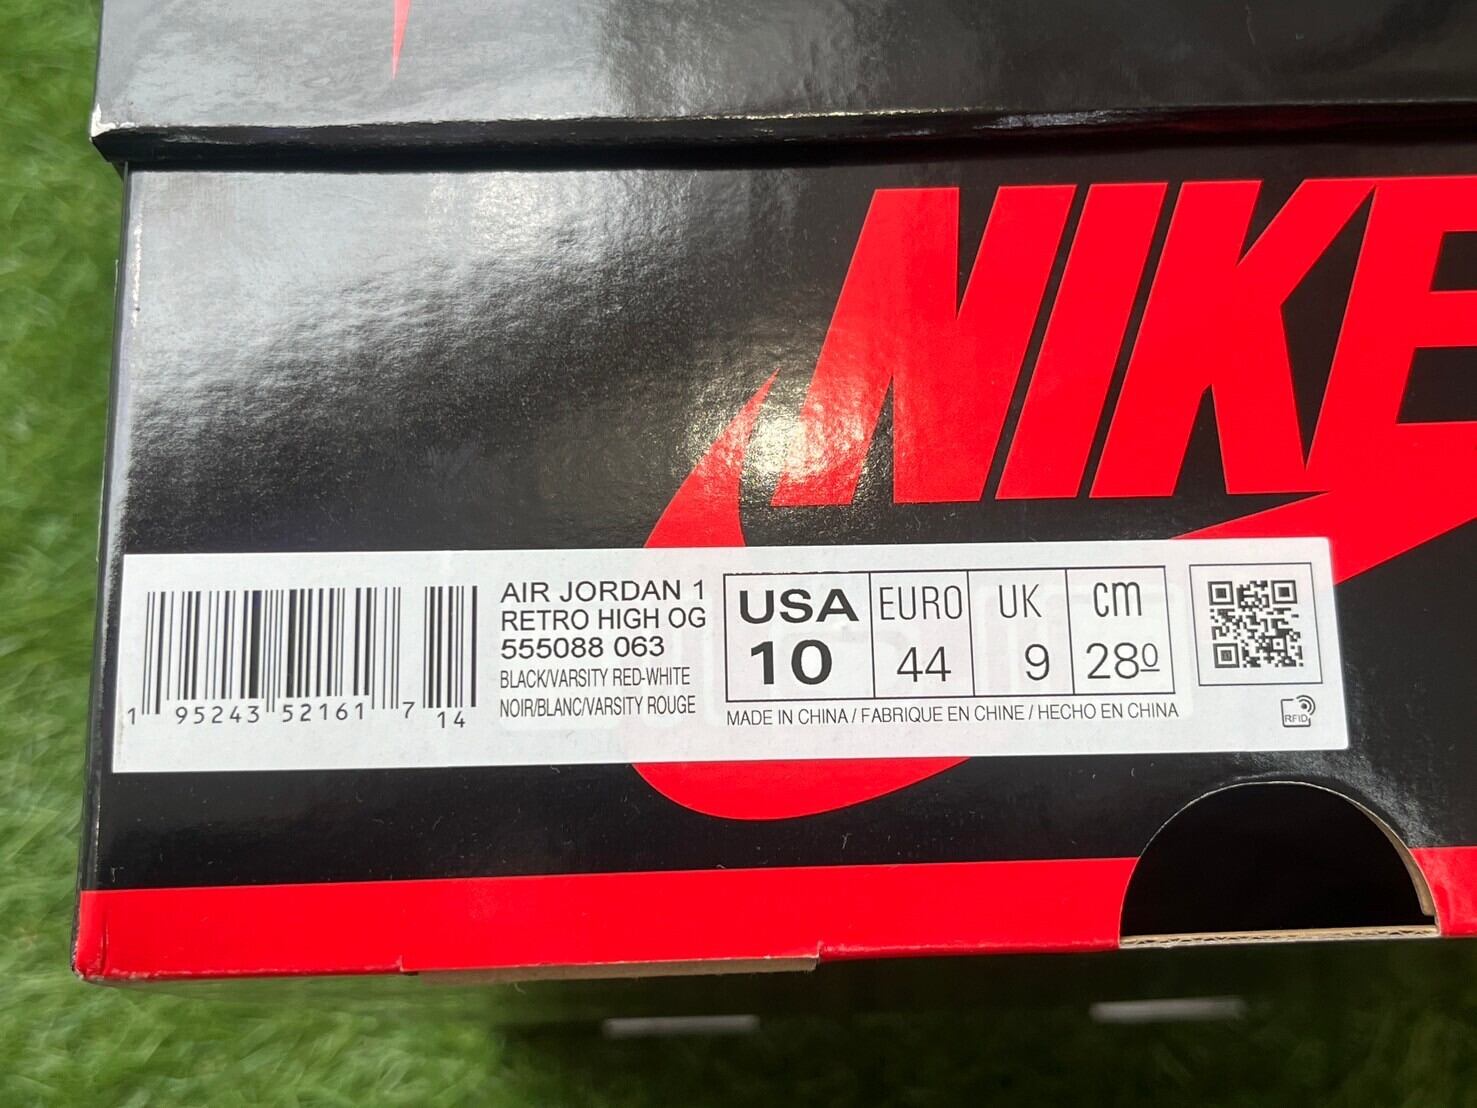 NIKE
AIR JORDAN 1
RETRO HIGH OG
555088 063
BLACK/VARSITY RED-WHITE
NOIR/BLANC/VARSITY ROUGE
1 95243 52161 7 14
USA EURO UK cm
10 44 9 28.0
MADE IN CHINA / FABRIQUE EN CHINE / HECHO EN CHINA
RFID